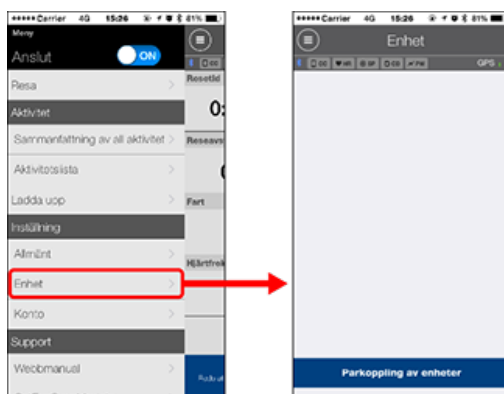 Carrier 4G 15:26 81%
Meny
Anslut ON
Resa
Aktivitet
Sammanfattning av all aktivitet
Aktivitetslista
Ladda upp
Inställning
Allmänt
Enhet
Konto
Support
Webbmanual
Resetid
0:
Reseavs
Fart
Hjärtfrek
Carrier 4G 15:26 81%
Enhet
GPS
Parkoppling av enheter